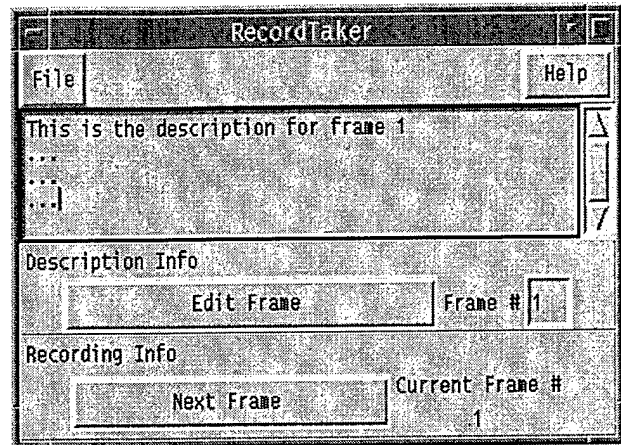 RecordTaker
File Help
This is the description for frame 1
...
...
...
Description Info
Edit Frame Frame # 1
Recording Info
Next Frame Current Frame #
1